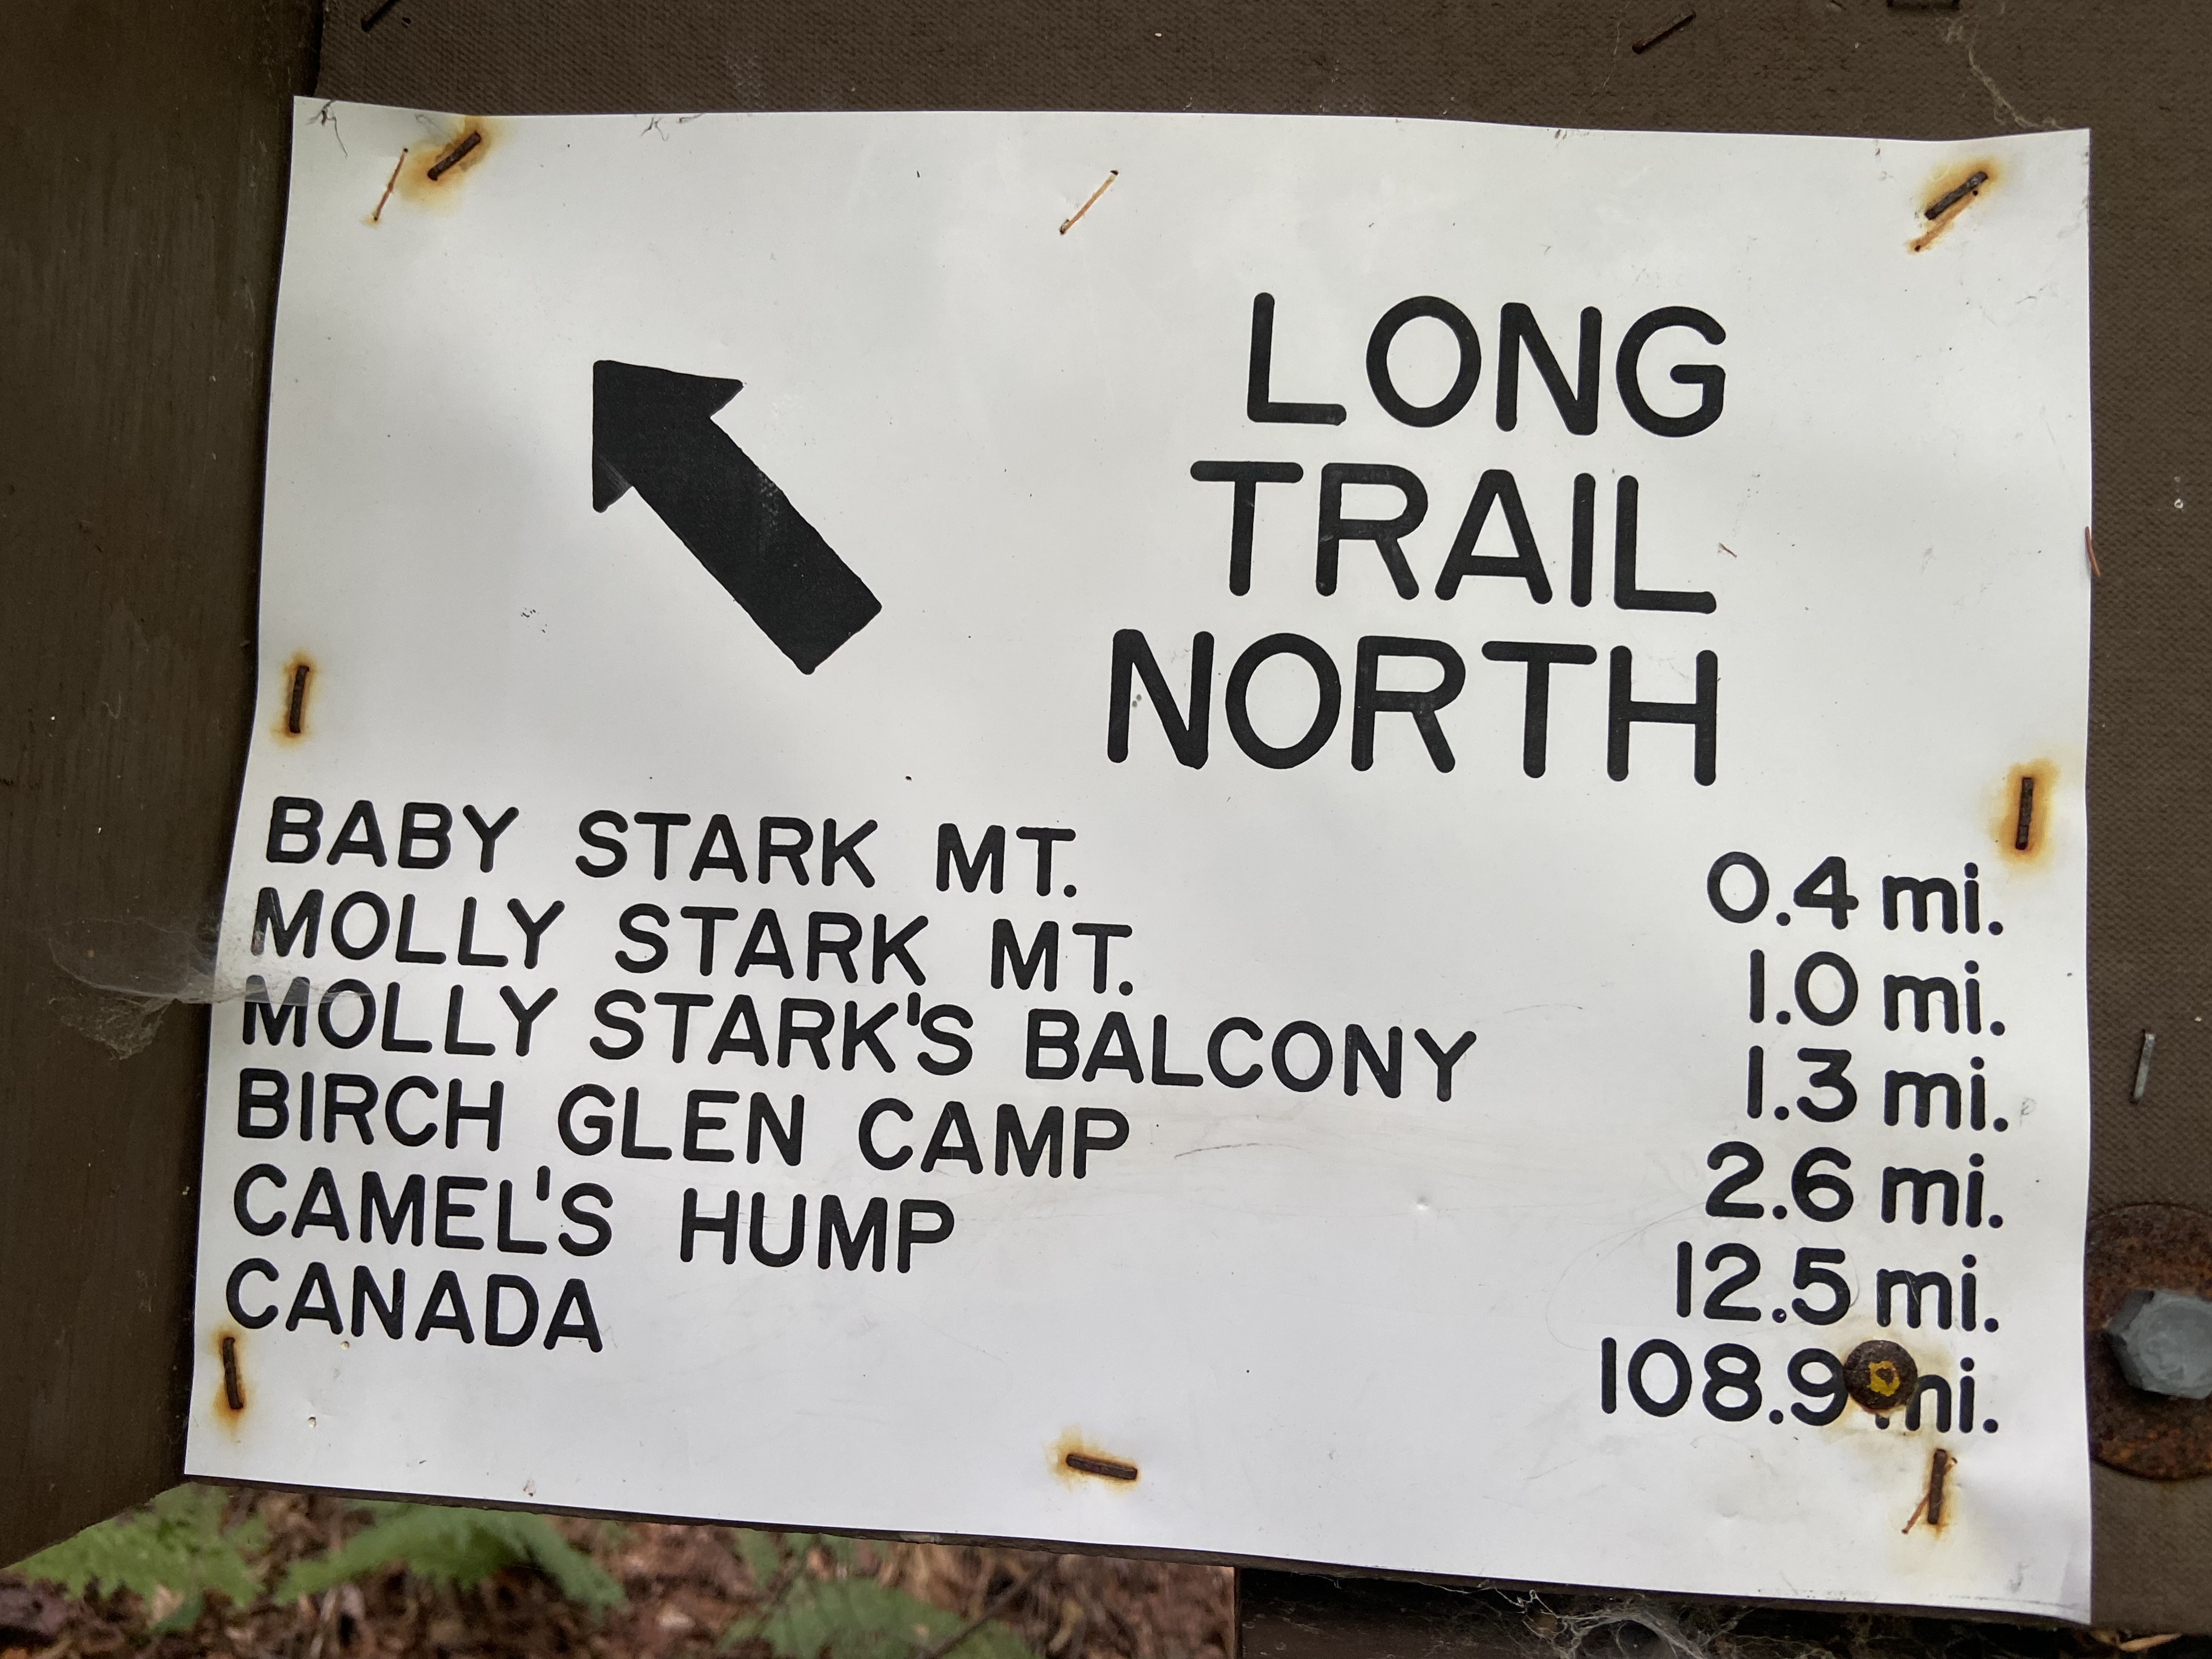 LONG
TRAIL
NORTH
BABY STARK MT. 0.4 mi.
MOLLY STARK MT. 1.0 mi.
MOLLY STARK'S BALCONY 1.3 mi.
BIRCH GLEN CAMP 2.6 mi.
CAMEL'S HUMP 12.5 mi.
CANADA 108.9 mi.